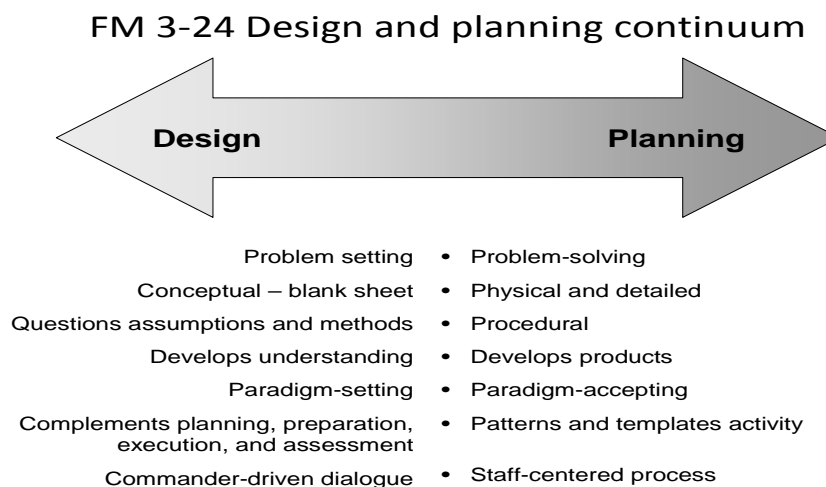 FM 3-24 Design and planning continuum
Design Planning
Problem setting • Problem-solving
Conceptual – blank sheet • Physical and detailed
Questions assumptions and methods • Procedural
Develops understanding • Develops products
Paradigm-setting • Paradigm-accepting
Complements planning, preparation, • Patterns and templates activity
execution, and assessment
Commander-driven dialogue • Staff-centered process